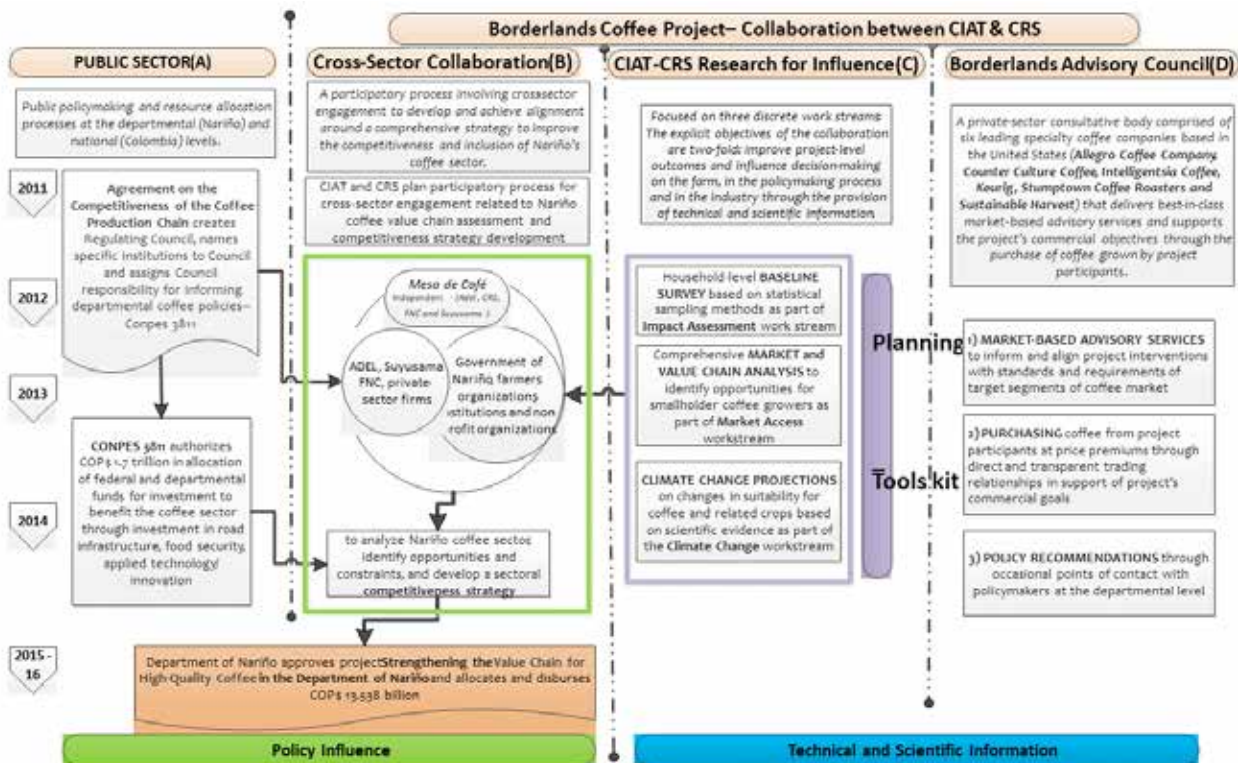 Borderlands Coffee Project– Collaboration between CIAT & CRS
PUBLIC SECTOR(A)
Public policymaking and resource allocation
processes at the departmental (Nariño) and
national (Colombia) levels.
2011
Agreement on the
Competitiveness of the Coffee
Production Chain creates
Regulating Council, names
specific institutions to Council
and assigns Council
responsibility for informing
departmental coffee policies–
Conpes 3811
2012
2013
CONPES 3811 authorizes
COP$ 1.7 trillion in allocation
of federal and departmental
funds for investment to
benefit the coffee sector
through investment in road
infrastructure, food security,
applied technology/
innovation
2014
2015 -
16
Cross-Sector Collaboration(B)
A participatory process involving crosssector
engagement to develop and achieve alignment
around a comprehensive strategy to improve
the competitiveness and inclusion of Nariño's
coffee sector.
CIAT and CRS plan participatory process for
cross-sector engagement related to Nariño
coffee value chain assessment and
competitiveness strategy development
Mesa de Café
Independent CRS,
FNC and Suyusama
ADEL, Suyusama
FNC, private-
sector firms
Government of
Nariño, farmers
organizations,
nstitutions and non
rofit organizations
to analyze Nariño coffee sector,
identify opportunities and
constraints, and develop a sectoral
competitiveness strategy
Department of Nariño approves projectStrengthening theValue Chain for
High-Quality Coffee in the Department of Nariñoand allocates and disburses
COP$ 13.538 billion
Policy Influence
CIAT-CRS Research for Influence(C)
Focused on three discrete work streams.
The explicit objectives of the collaboration
are two-fold: improve project-level
outcomes and influence decision-making
on the farm, in the policymaking process
and in the industry through the provision
of technical and scientific information.
Household-level BASELINE
SURVEY based on statistical
sampling methods as part of
Impact Assessment work stream
Comprehensive MARKET and
VALUE CHAIN ANALYSIS to
identify opportunities for
smallholder coffee growers as
part of Market Access
workstream
CLIMATE CHANGE PROJECTIONS
on changes in suitability for
coffee and related crops based
on scientific evidence as part of
the Climate Change workstream
Planning
Tools kit
Borderlands Advisory Council(D)
A private-sector consultative body comprised of
six leading specialty coffee companies based in
the United States (Allegro Coffee Company,
Counter Culture Coffee, Intelligentsia Coffee,
Keurig, Stumptown Coffee Roasters and
Sustainable Harvest) that delivers best-in-class
market-based advisory services and supports
the project's commercial objectives through the
purchase of coffee grown by project
participants.
1) MARKET-BASED ADVISORY SERVICES
to inform and align project interventions
with standards and requirements of
target segments of coffee market
2) PURCHASING coffee from project
participants at price premiums through
direct and transparent trading
relationships in support of project's
commercial goals
3) POLICY RECOMMENDATIONS through
occasional points of contact with
policymakers at the departmental level
Technical and Scientific Information